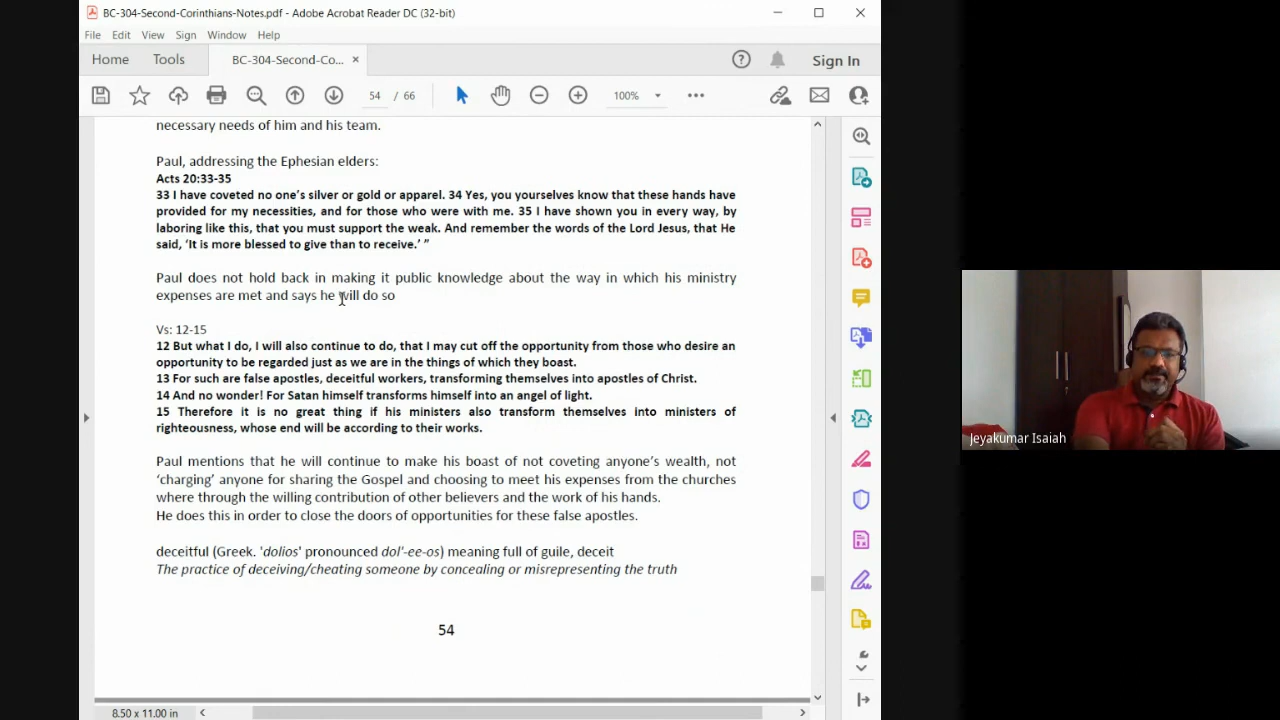 BC-304-Second-Corinthians-Notes.pdf - Adobe Acrobat Reader DC (32-bit)
File Edit View Sign Window Help
Home Tools BC-304-Second-Co... × Sign In
54 / 66 100%
necessary needs of him and his team.
Paul, addressing the Ephesian elders:
Acts 20:33-35
33 I have coveted no one's silver or gold or apparel. 34 Yes, you yourselves know that these hands have
provided for my necessities, and for those who were with me. 35 I have shown you in every way, by
laboring like this, that you must support the weak. And remember the words of the Lord Jesus, that He
said, 'It is more blessed to give than to receive.' ”
Paul does not hold back in making it public knowledge about the way in which his ministry
expenses are met and says he will do so
Vs: 12-15
12 But what I do, I will also continue to do, that I may cut off the opportunity from those who desire an
opportunity to be regarded just as we are in the things of which they boast.
13 For such are false apostles, deceitful workers, transforming themselves into apostles of Christ.
14 And no wonder! For Satan himself transforms himself into an angel of light.
15 Therefore it is no great thing if his ministers also transform themselves into ministers of
righteousness, whose end will be according to their works.
Paul mentions that he will continue to make his boast of not coveting anyone's wealth, not
'charging' anyone for sharing the Gospel and choosing to meet his expenses from the churches
where through the willing contribution of other believers and the work of his hands.
He does this in order to close the doors of opportunities for these false apostles.
deceitful (Greek. 'dolios' pronounced dol'-ee-os) meaning full of guile, deceit
The practice of deceiving/cheating someone by concealing or misrepresenting the truth
54
8.50 x 11.00 in
Jeyakumar Isaiah